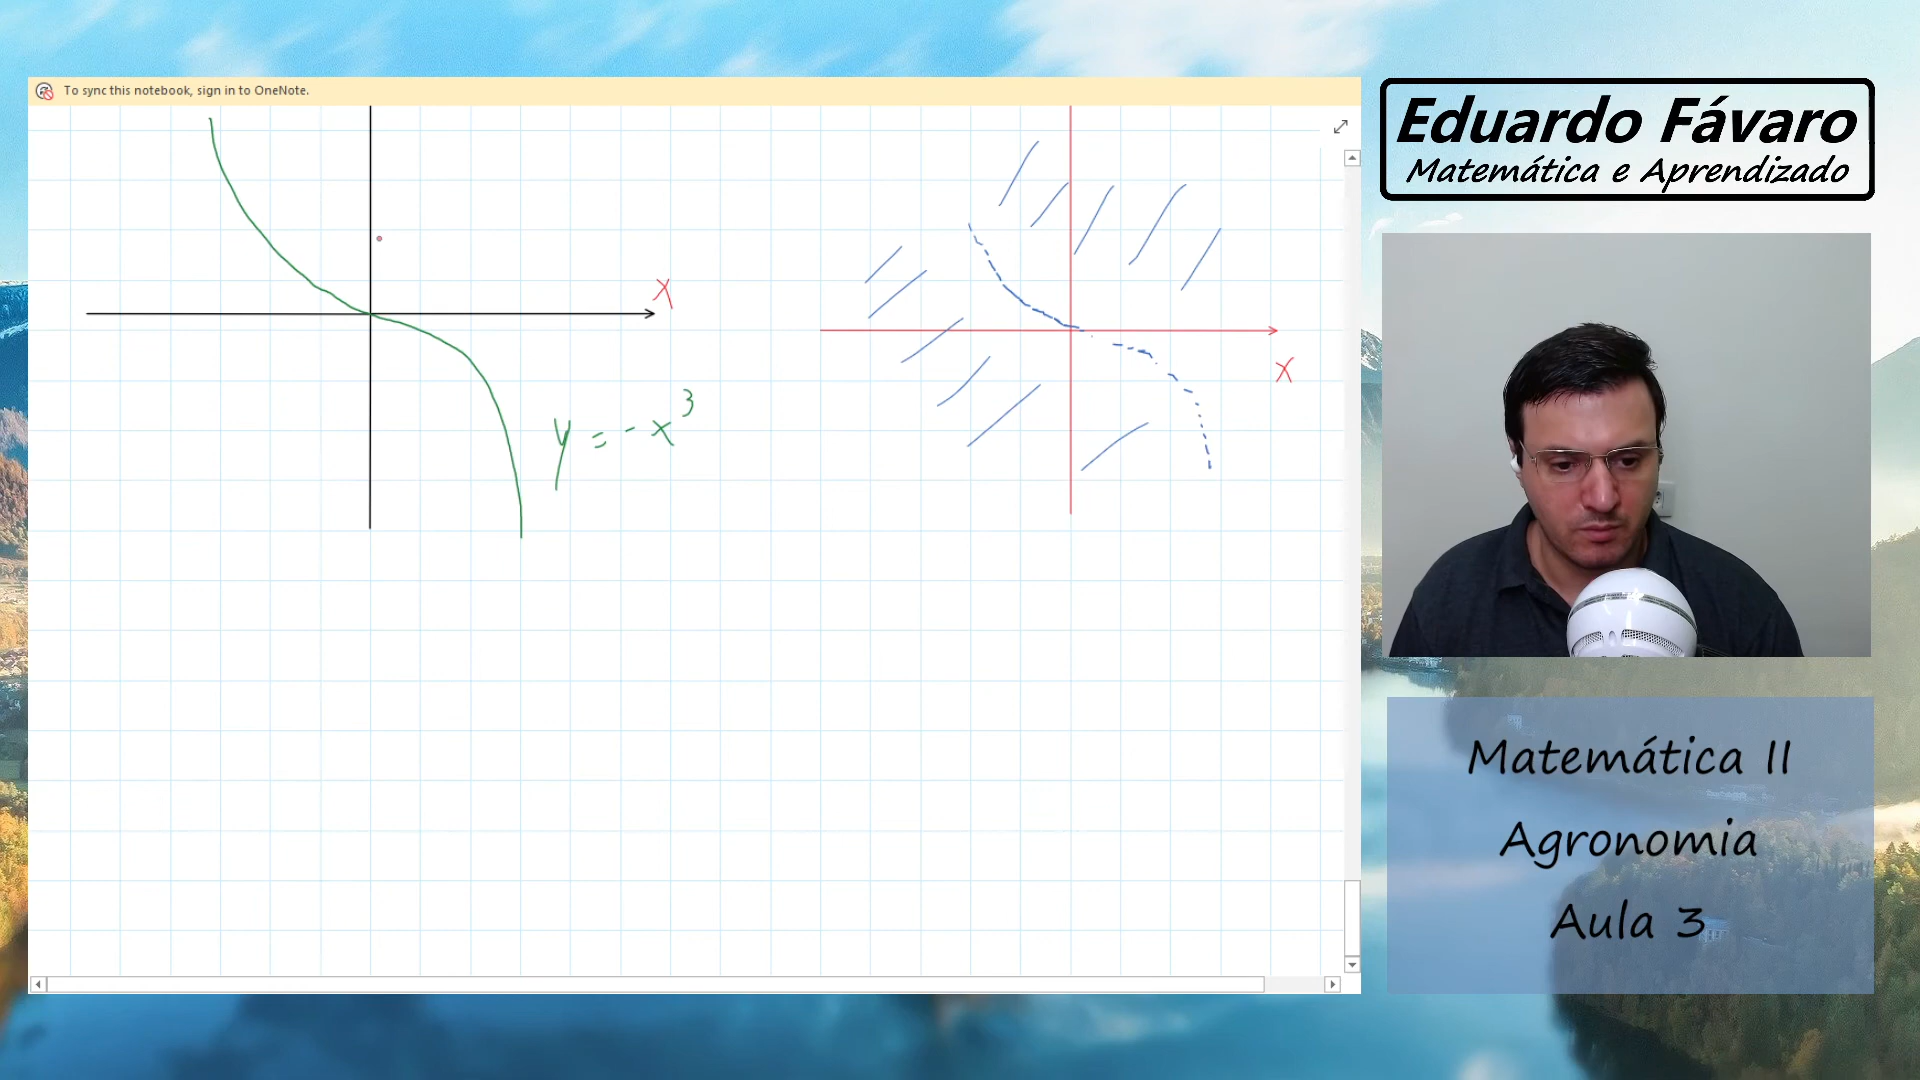 To sync this notebook, sign in to OneNote.
x
y = -x³
x
Eduardo Fávaro
Matemática e Aprendizado
Matemática II
Agronomia
Aula 3